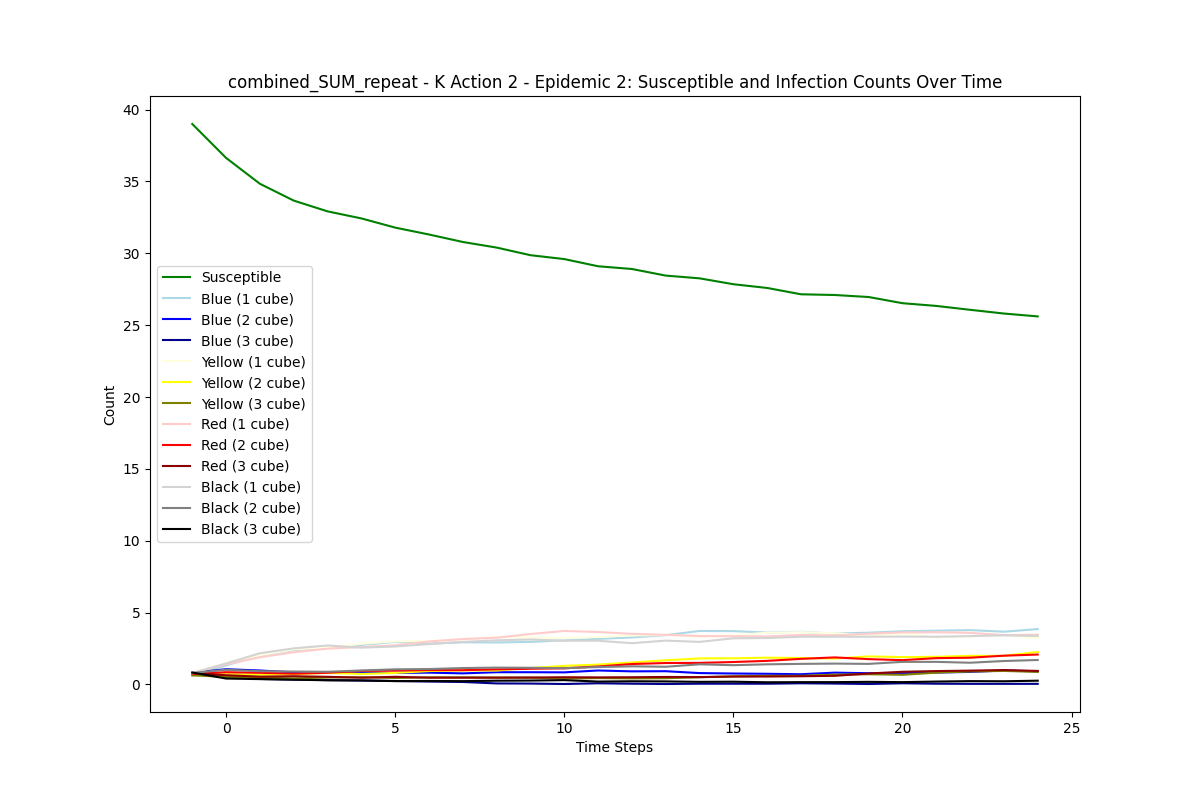 combined_SUM_repeat - K Action 2 - Epidemic 2: Susceptible and Infection Counts Over Time
40
35
30
25
20
15
10
5
0
Count
Susceptible
Blue (1 cube)
Blue (2 cube)
Blue (3 cube)
Yellow (1 cube)
Yellow (2 cube)
Yellow (3 cube)
Red (1 cube)
Red (2 cube)
Red (3 cube)
Black (1 cube)
Black (2 cube)
Black (3 cube)
0 5 10 15 20 25
Time Steps